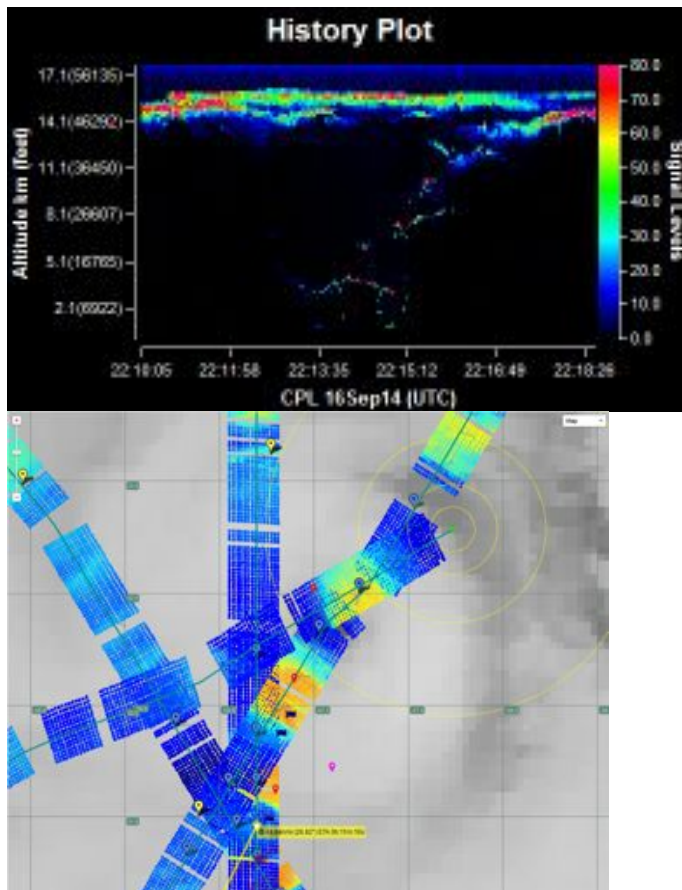 History Plot
80.0
17.1(56135)
70.0
14.1(46292)
60.0
11.1(36450)
50.0
40.0
8.1(26607)
30.0
5.1(16765)
20.0
2.1(6922)
10.0
0.0
Altitude km (feet)
Signal Levels
22:10:05 22:11:58 22:13:35 22:15:12 22:16:49 22:18:26
CPL 16Sep14 (UTC)
Map